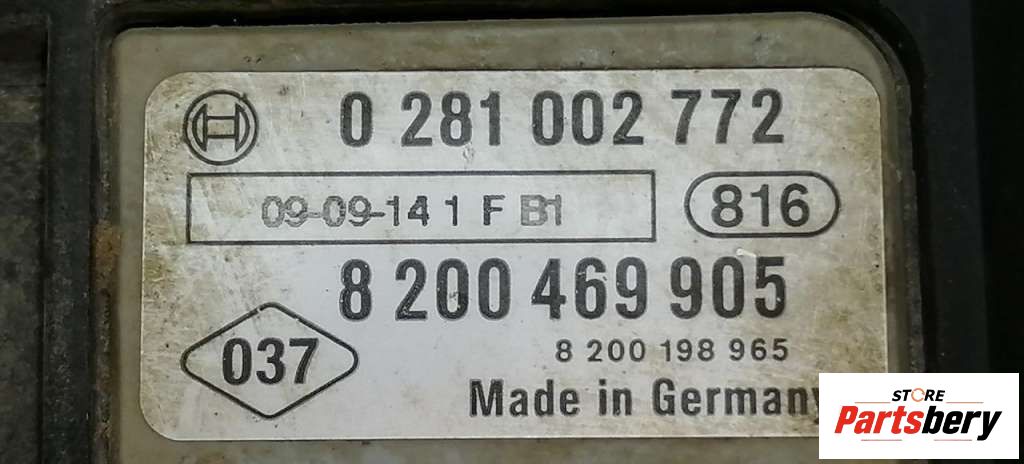 0 281 002 772
09-09-14 1 F B1
816
8 200 469 905
8 200 198 965
037
Made in Germany
STORE
Partsbery